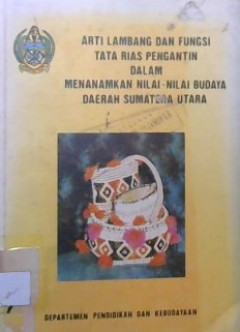 ARTI LAMBANG DAN FUNGSI
TATA RIAS PENGANTIN
DALAM
MENANAMKAN NILAI-NILAI BUDAYA
DAERAH SUMATERA UTARA
DEPARTEMEN PENDIDIKAN DAN KEBUDAYAAN